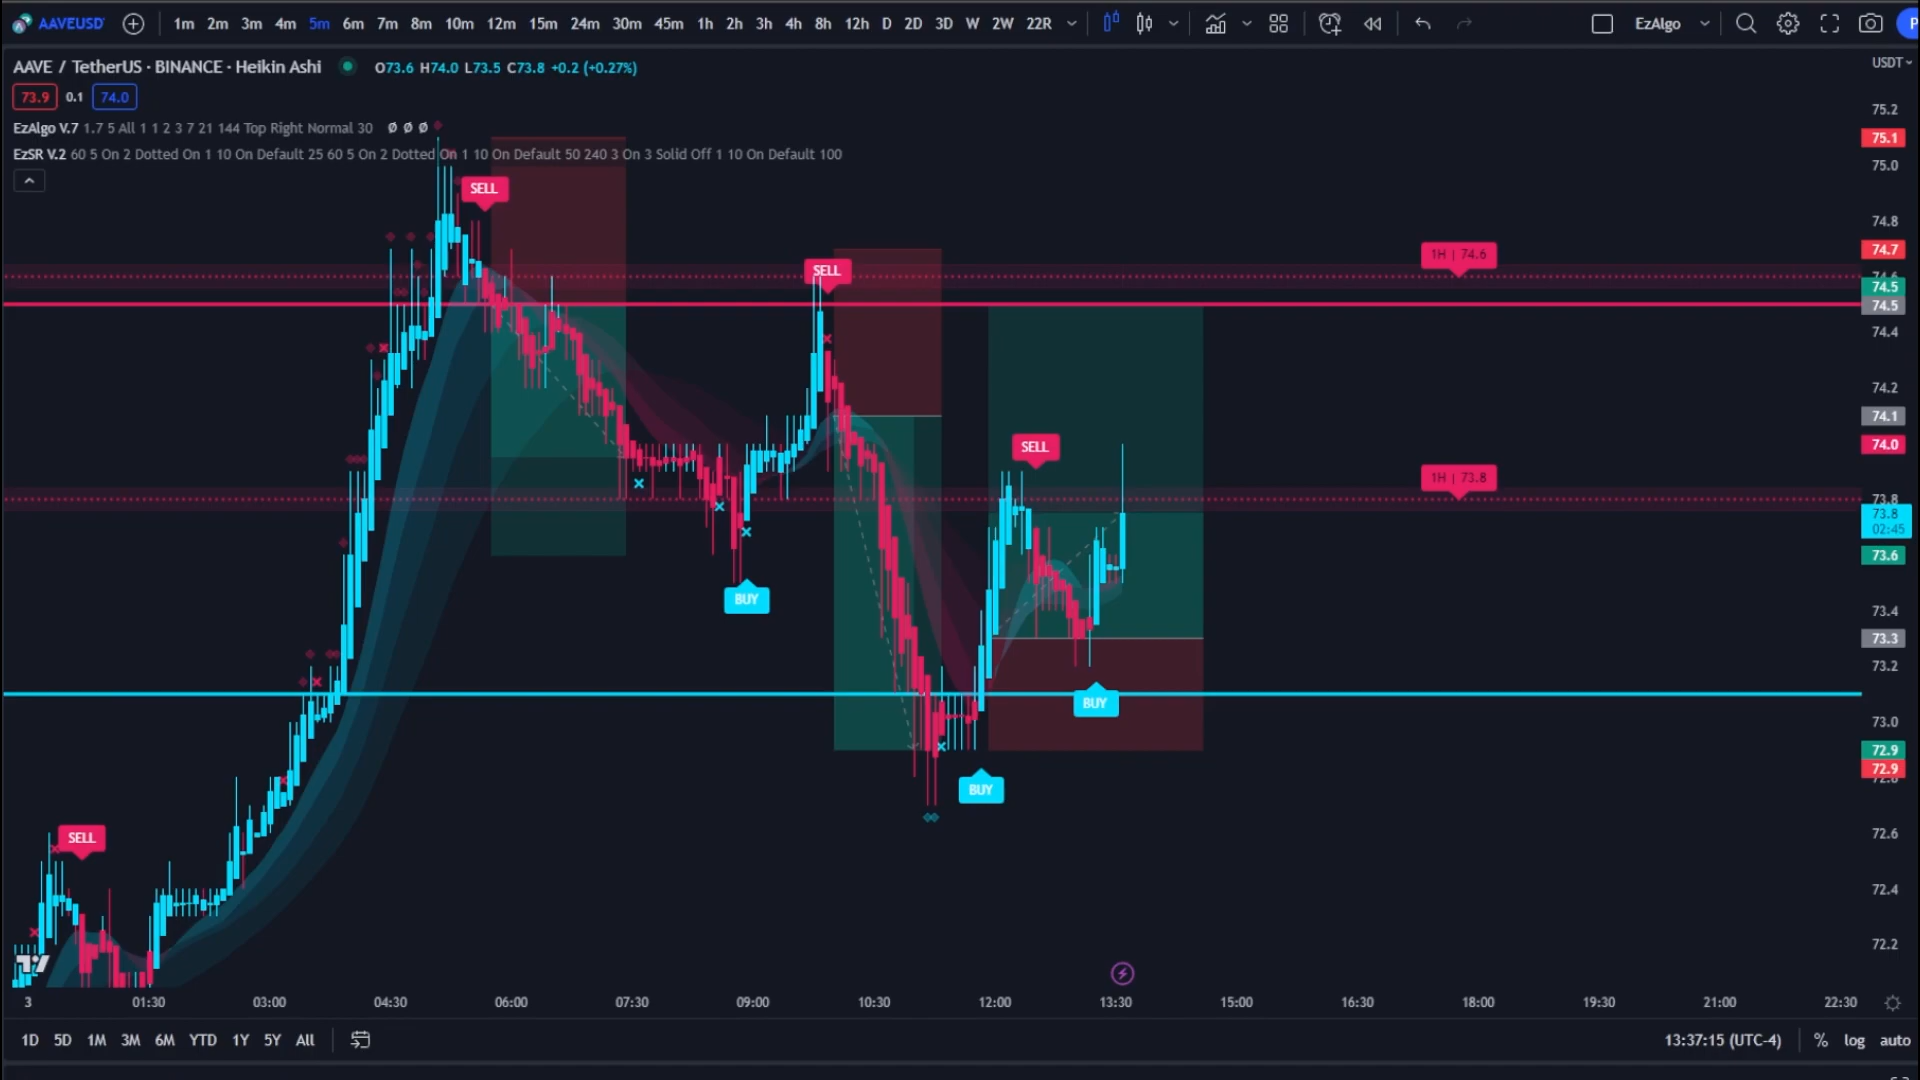 AAVEUSD 1m 2m 3m 4m 5m 6m 7m 8m 10m 12m 15m 24m 30m 45m 1h 2h 3h 4h 8h 12h D 2D 3D W 2W 22R EzAlgo P
AAVE / TetherUS · BINANCE · Heikin Ashi O73.6 H74.0 L73.5 C73.8 +0.2 (+0.27%)
USDT
73.9 0.1 74.0
EzAlgo V.7 1.7 5 All 1 1 2 3 7 21 144 Top Right Normal 30 Ø Ø Ø
EzSR V.2 60 5 On 2 Dotted On 1 10 On Default 25 60 5 On 2 Dotted On 1 10 On Default 50 240 3 On 3 Solid Off 1 10 On Default 100
75.2
75.1
75.0
SELL
74.8
74.7
1H | 74.6
SELL
74.6
74.5
74.5
74.4
74.2
74.1
74.0
SELL
1H | 73.8
73.8
73.8
02:45
73.6
BUY
73.4
73.3
73.2
BUY
73.0
72.9
72.9
BUY
SELL
72.6
72.4
72.2
3 01:30 03:00 04:30 06:00 07:30 09:00 10:30 12:00 13:30 15:00 16:30 18:00 19:30 21:00 22:30
1D 5D 1M 3M 6M YTD 1Y 5Y All 13:37:15 (UTC-4) % log auto